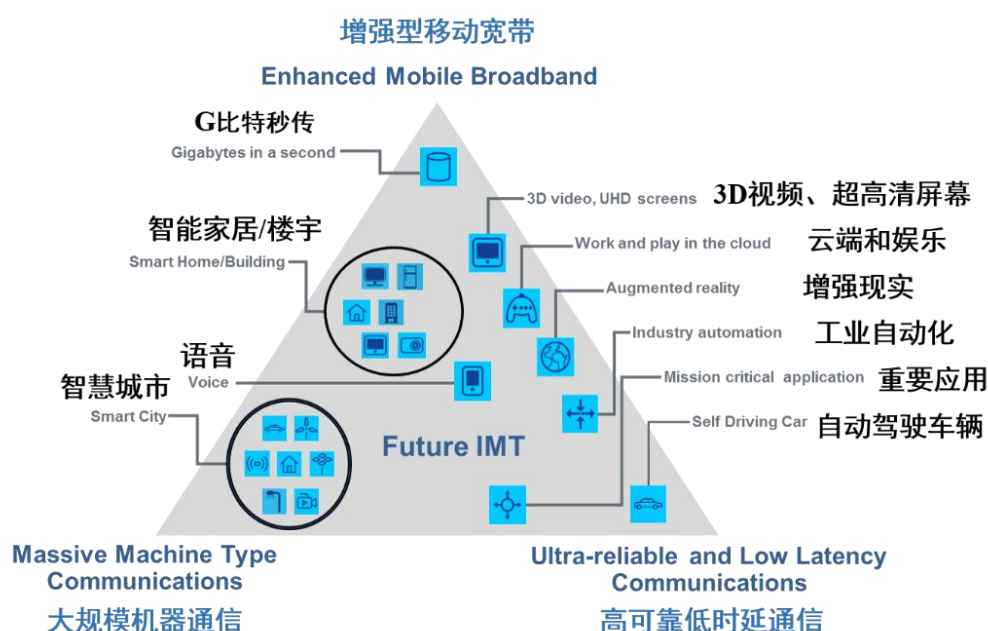 增强型移动宽带
Enhanced Mobile Broadband
G比特秒传
Gigabytes in a second
3D video, UHD screens 3D视频、超高清屏幕
智能家居/楼宇
Smart Home/Building
Work and play in the cloud 云端和娱乐
Augmented reality 增强现实
Industry automation 工业自动化
语音
Voice
Mission critical application 重要应用
智慧城市
Smart City
Self Driving Car 自动驾驶车辆
Future IMT
Massive Machine Type
Communications
大规模机器通信
Ultra-reliable and Low Latency
Communications
高可靠低时延通信